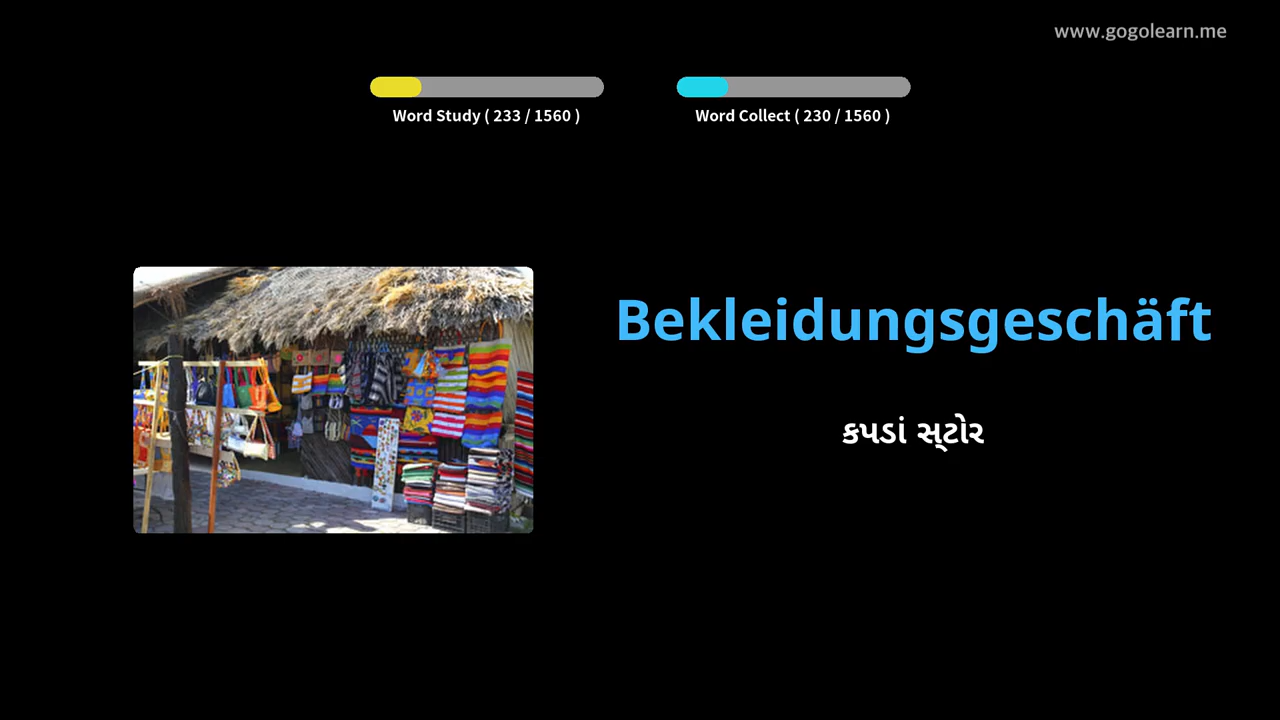 www.gogolearn.me
Word Study ( 233 / 1560 )
Word Collect ( 230 / 1560 )
Bekleidungsgeschäft
કપડાં સ્ટોર